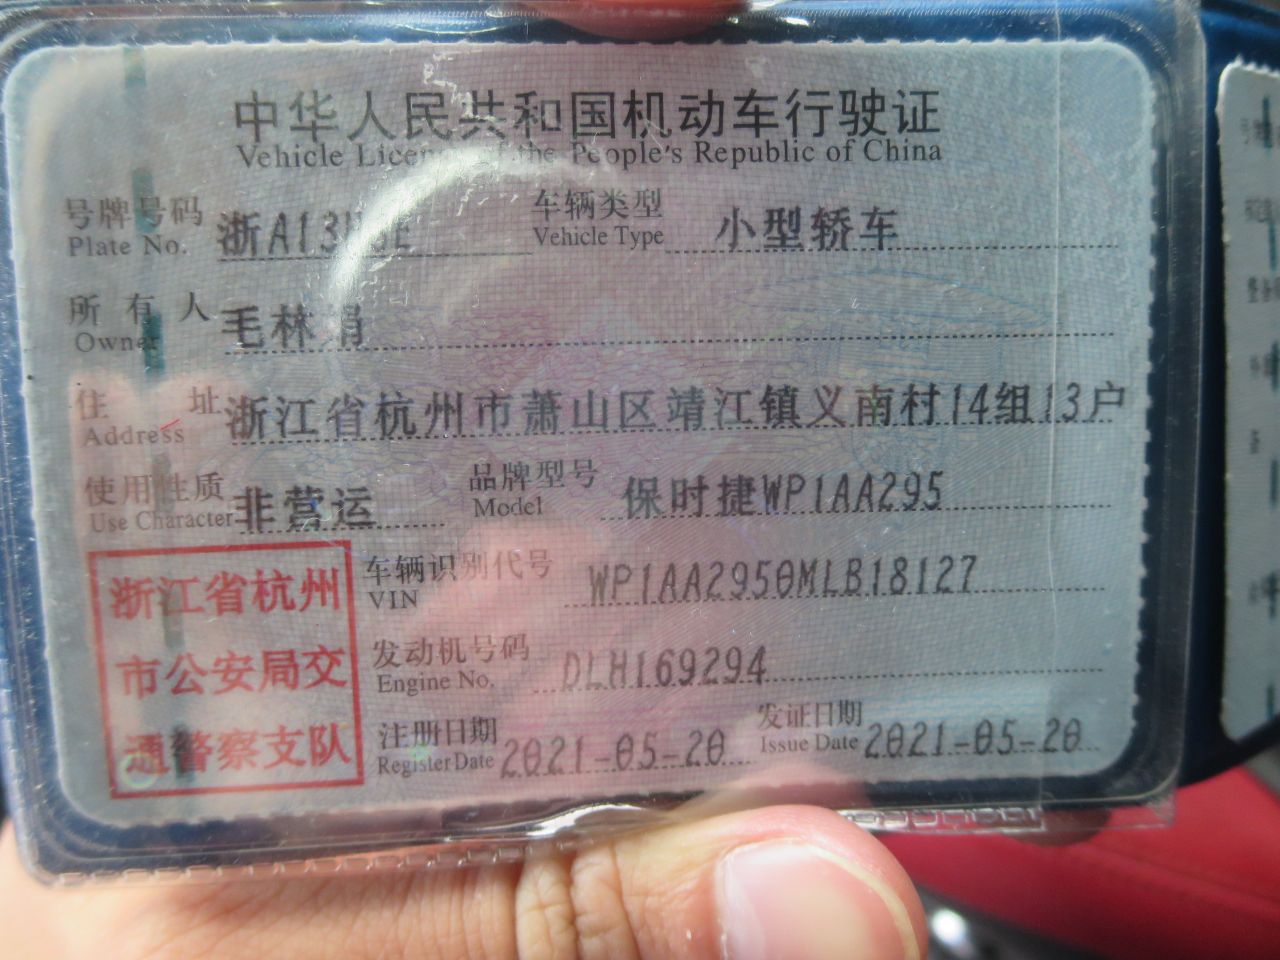 中华人民共和国机动车行驶证
Vehicle License of the People's Republic of China
号牌号码 车辆类型 小型轿车
Plate No. Vehicle Type
所有人 毛林娟
Owner
住址 浙江省杭州市萧山区靖江镇义南村14组13户
Address
使用性质 非营运 品牌型号 保时捷WP1AA295
Use Character Model
浙江省杭州
市公安局交
通警察支队
车辆识别代号 WP1AA2950MLB18127
VIN
发动机号码 DLH169294
Engine No.
注册日期 2021-05-20 发证日期 2021-05-20
Register Date Issue Date